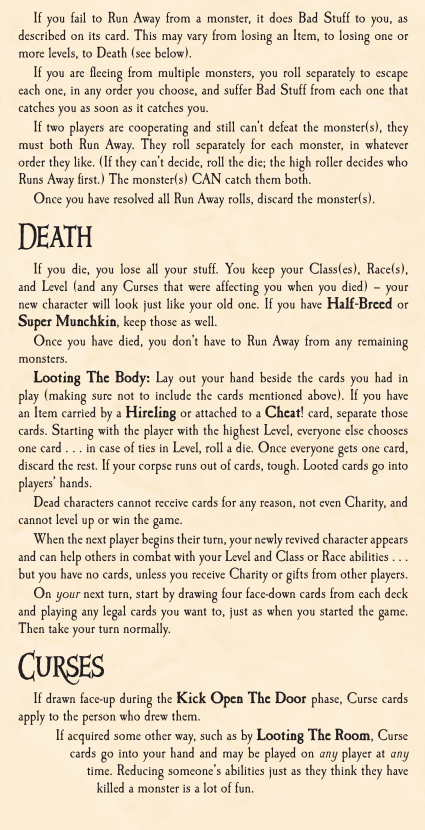 If you fail to Run Away from a monster, it does Bad Stuff to you, as
described on its card. This may vary from losing an Item, to losing one or
more levels, to Death (see below).
If you are fleeing from multiple monsters, you roll separately to escape
each one, in any order you choose, and suffer Bad Stuff from each one that
catches you as soon as it catches you.
If two players are cooperating and still can't defeat the monster(s), they
must both Run Away. They roll separately for each monster, in whatever
order they like. (If they can't decide, roll the die; the high roller decides who
Runs Away first.) The monster(s) CAN catch them both.
Once you have resolved all Run Away rolls, discard the monster(s).
DEATH
If you die, you lose all your stuff. You keep your Class(es), Race(s),
and Level (and any Curses that were affecting you when you died) – your
new character will look just like your old one. If you have Half-Breed or
Super Munchkin, keep those as well.
Once you have died, you don't have to Run Away from any remaining
monsters.
Looting The Body: Lay out your hand beside the cards you had in
play (making sure not to include the cards mentioned above). If you have
an Item carried by a Hireling or attached to a Cheat! card, separate those
cards. Starting with the player with the highest Level, everyone else chooses
one card . . . in case of ties in Level, roll a die. Once everyone gets one card,
discard the rest. If your corpse runs out of cards, tough. Looted cards go into
players' hands.
Dead characters cannot receive cards for any reason, not even Charity, and
cannot level up or win the game.
When the next player begins their turn, your newly revived character appears
and can help others in combat with your Level and Class or Race abilities . . .
but you have no cards, unless you receive Charity or gifts from other players.
On your next turn, start by drawing four face-down cards from each deck
and playing any legal cards you want to, just as when you started the game.
Then take your turn normally.
CURSES
If drawn face-up during the Kick Open The Door phase, Curse cards
apply to the person who drew them.
If acquired some other way, such as by Looting The Room, Curse
cards go into your hand and may be played on any player at any
time. Reducing someone's abilities just as they think they have
killed a monster is a lot of fun.